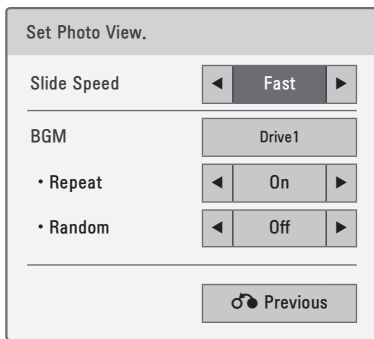 Set Photo View.
Slide Speed ◄ Fast ►
BGM Drive1
• Repeat ◄ On ►
• Random ◄ Off ►
Previous